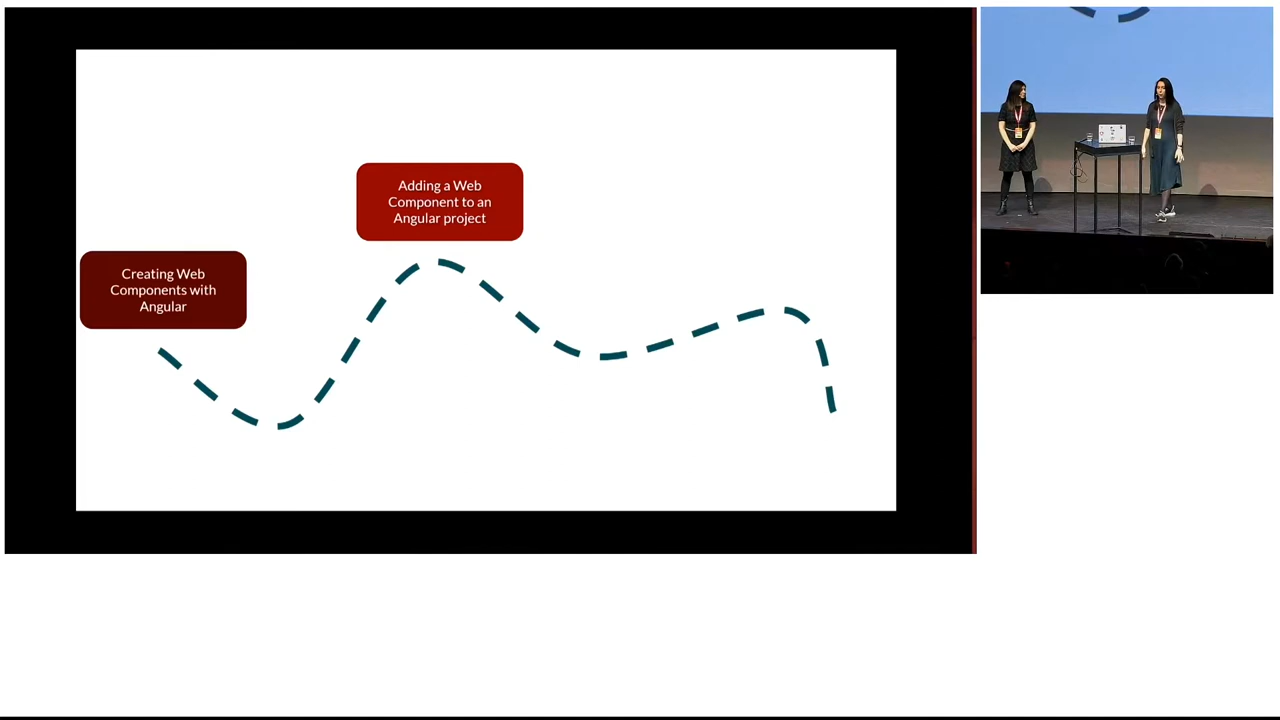 Adding a Web
Component to an
Angular project
Creating Web
Components with
Angular